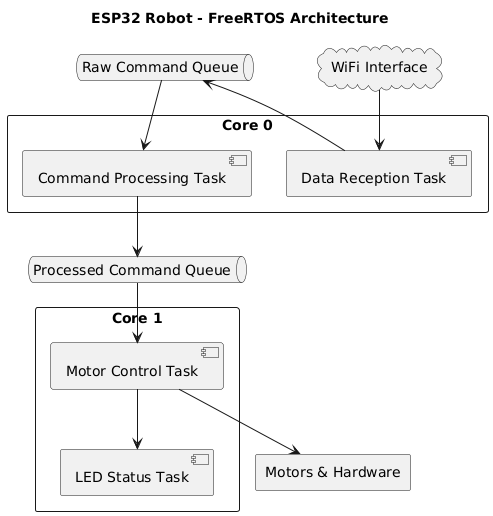 ESP32 Robot - FreeRTOS Architecture
Raw Command Queue
WiFi Interface
Core 0
Command Processing Task
Data Reception Task
Processed Command Queue
Core 1
Motor Control Task
LED Status Task
Motors & Hardware